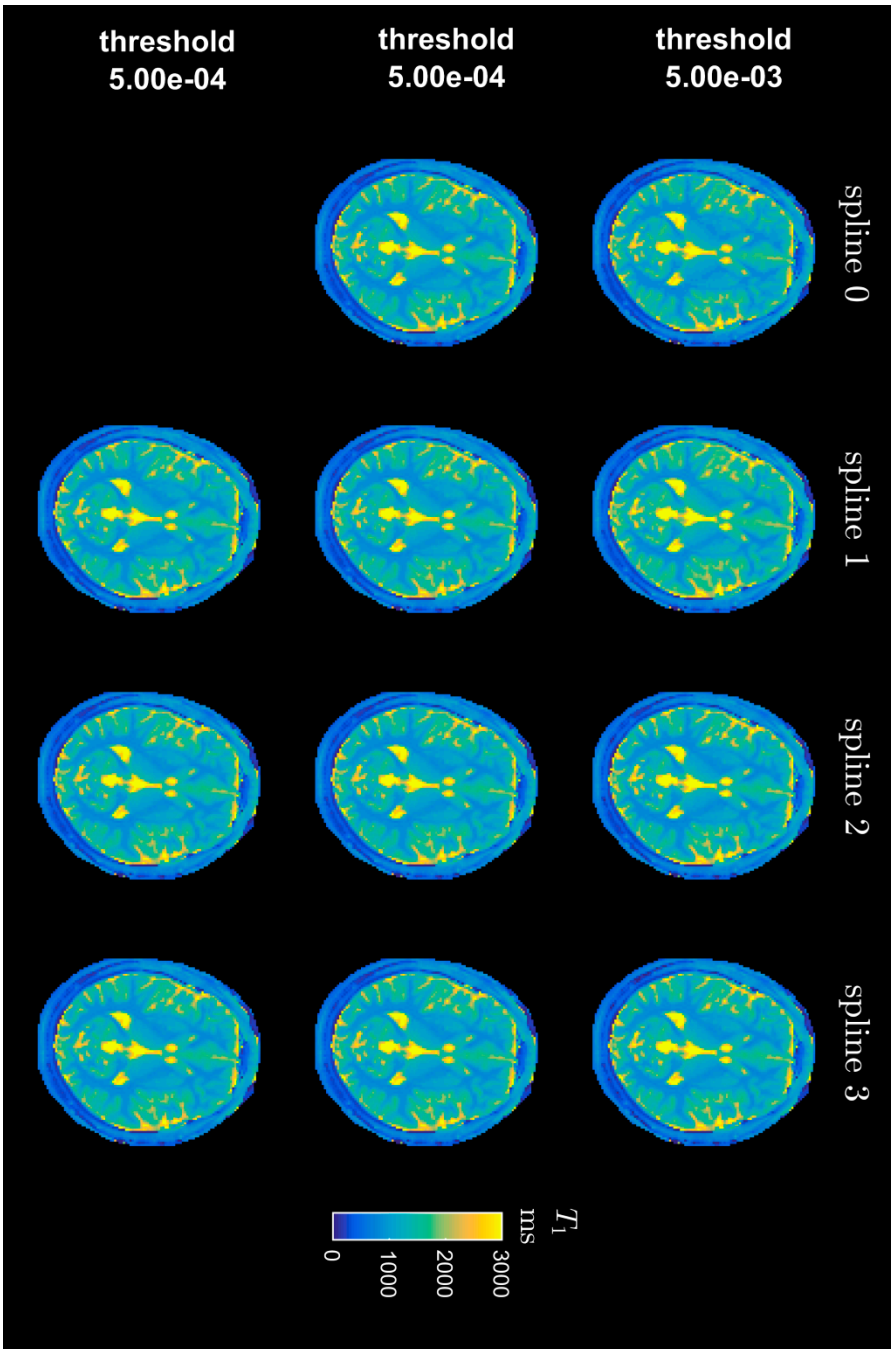 threshold
5.00e-04
threshold
5.00e-04
threshold
5.00e-03
spline 0
spline 1
spline 2
spline 3
T1
ms
0
1000
2000
3000